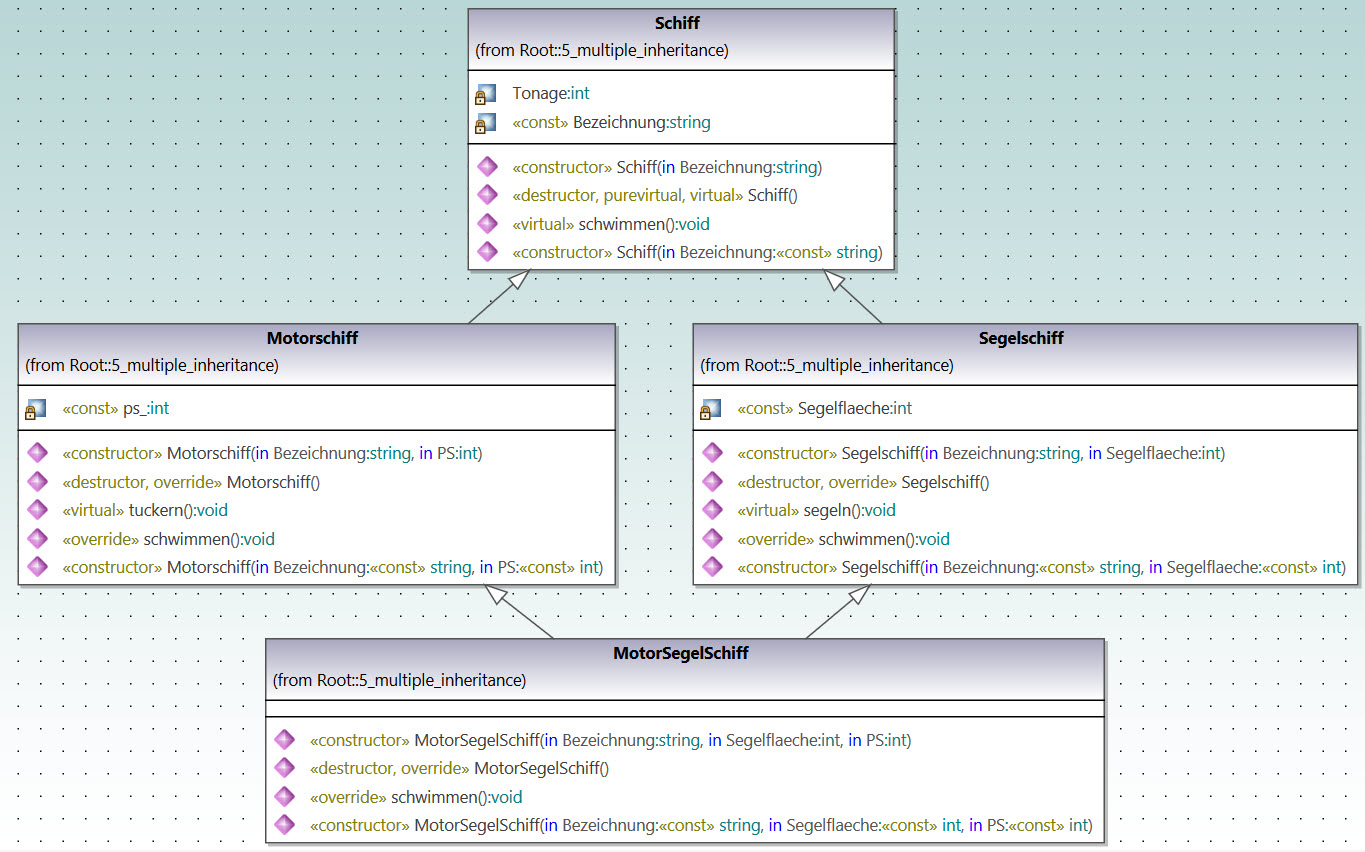 Schiff
(from Root::5_multiple_inheritance)
Tonage:int
«const» Bezeichnung:string
«constructor» Schiff(in Bezeichnung:string)
«destructor, purevirtual, virtual» Schiff()
«virtual» schwimmen():void
«constructor» Schiff(in Bezeichnung:«const» string)
Motorschiff
(from Root::5_multiple_inheritance)
«const» ps_:int
«constructor» Motorschiff(in Bezeichnung:string, in PS:int)
«destructor, override» Motorschiff()
«virtual» tuckern():void
«override» schwimmen():void
«constructor» Motorschiff(in Bezeichnung:«const» string, in PS:«const» int)
Segelschiff
(from Root::5_multiple_inheritance)
«const» Segelflaeche:int
«constructor» Segelschiff(in Bezeichnung:string, in Segelflaeche:int)
«destructor, override» Segelschiff()
«virtual» segeln():void
«override» schwimmen():void
«constructor» Segelschiff(in Bezeichnung:«const» string, in Segelflaeche:«const» int)
MotorSegelSchiff
(from Root::5_multiple_inheritance)
«constructor» MotorSegelSchiff(in Bezeichnung:string, in Segelflaeche:int, in PS:int)
«destructor, override» MotorSegelSchiff()
«override» schwimmen():void
«constructor» MotorSegelSchiff(in Bezeichnung:«const» string, in Segelflaeche:«const» int, in PS:«const» int)